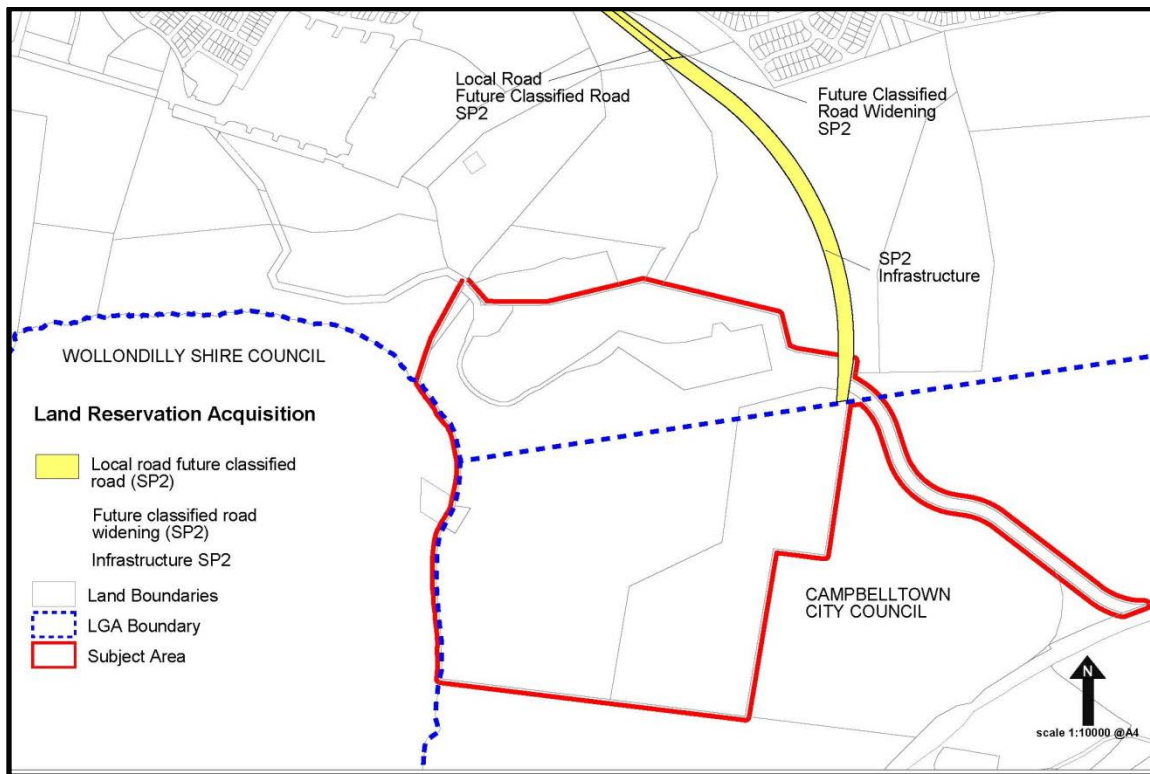 Local Road
Future Classified Road
SP2
Future Classified
Road Widening
SP2
SP2
Infrastructure
WOLLONDILLY SHIRE COUNCIL
Land Reservation Acquisition
Local road future classified
road (SP2)
Future classified road
widening (SP2)
Infrastructure SP2
Land Boundaries
LGA Boundary
Subject Area
CAMPBELLTOWN
CITY COUNCIL
N
scale 1:10000 @A4